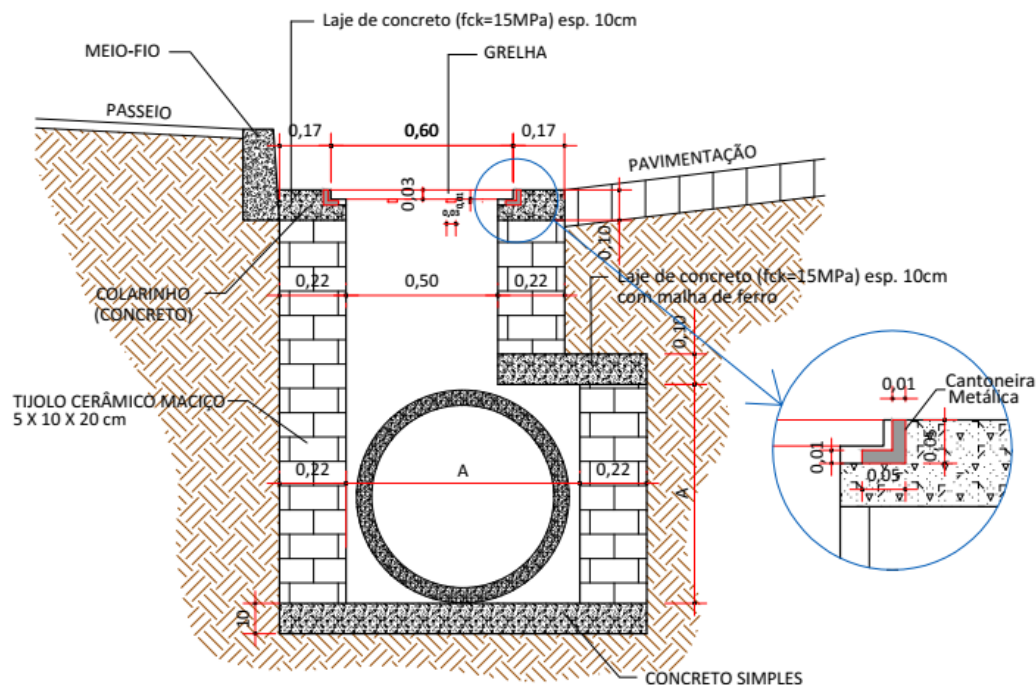 Laje de concreto (fck=15MPa) esp. 10cm
MEIO-FIO
GRELHA
PASSEIO
0,17
0,60
0,17
PAVIMENTAÇÃO
0,03
0,01
0,03
0,10
COLARINHO
(CONCRETO)
0,22
0,50
0,22
Laje de concreto (fck=15MPa) esp. 10cm
com malha de ferro
0,10
TIJOLO CERÂMICO MACIÇO
5 X 10 X 20 cm
0,22
A
0,22
A
0,01
Cantoneira
Metálica
0,01
0,05
0,05
10
CONCRETO SIMPLES